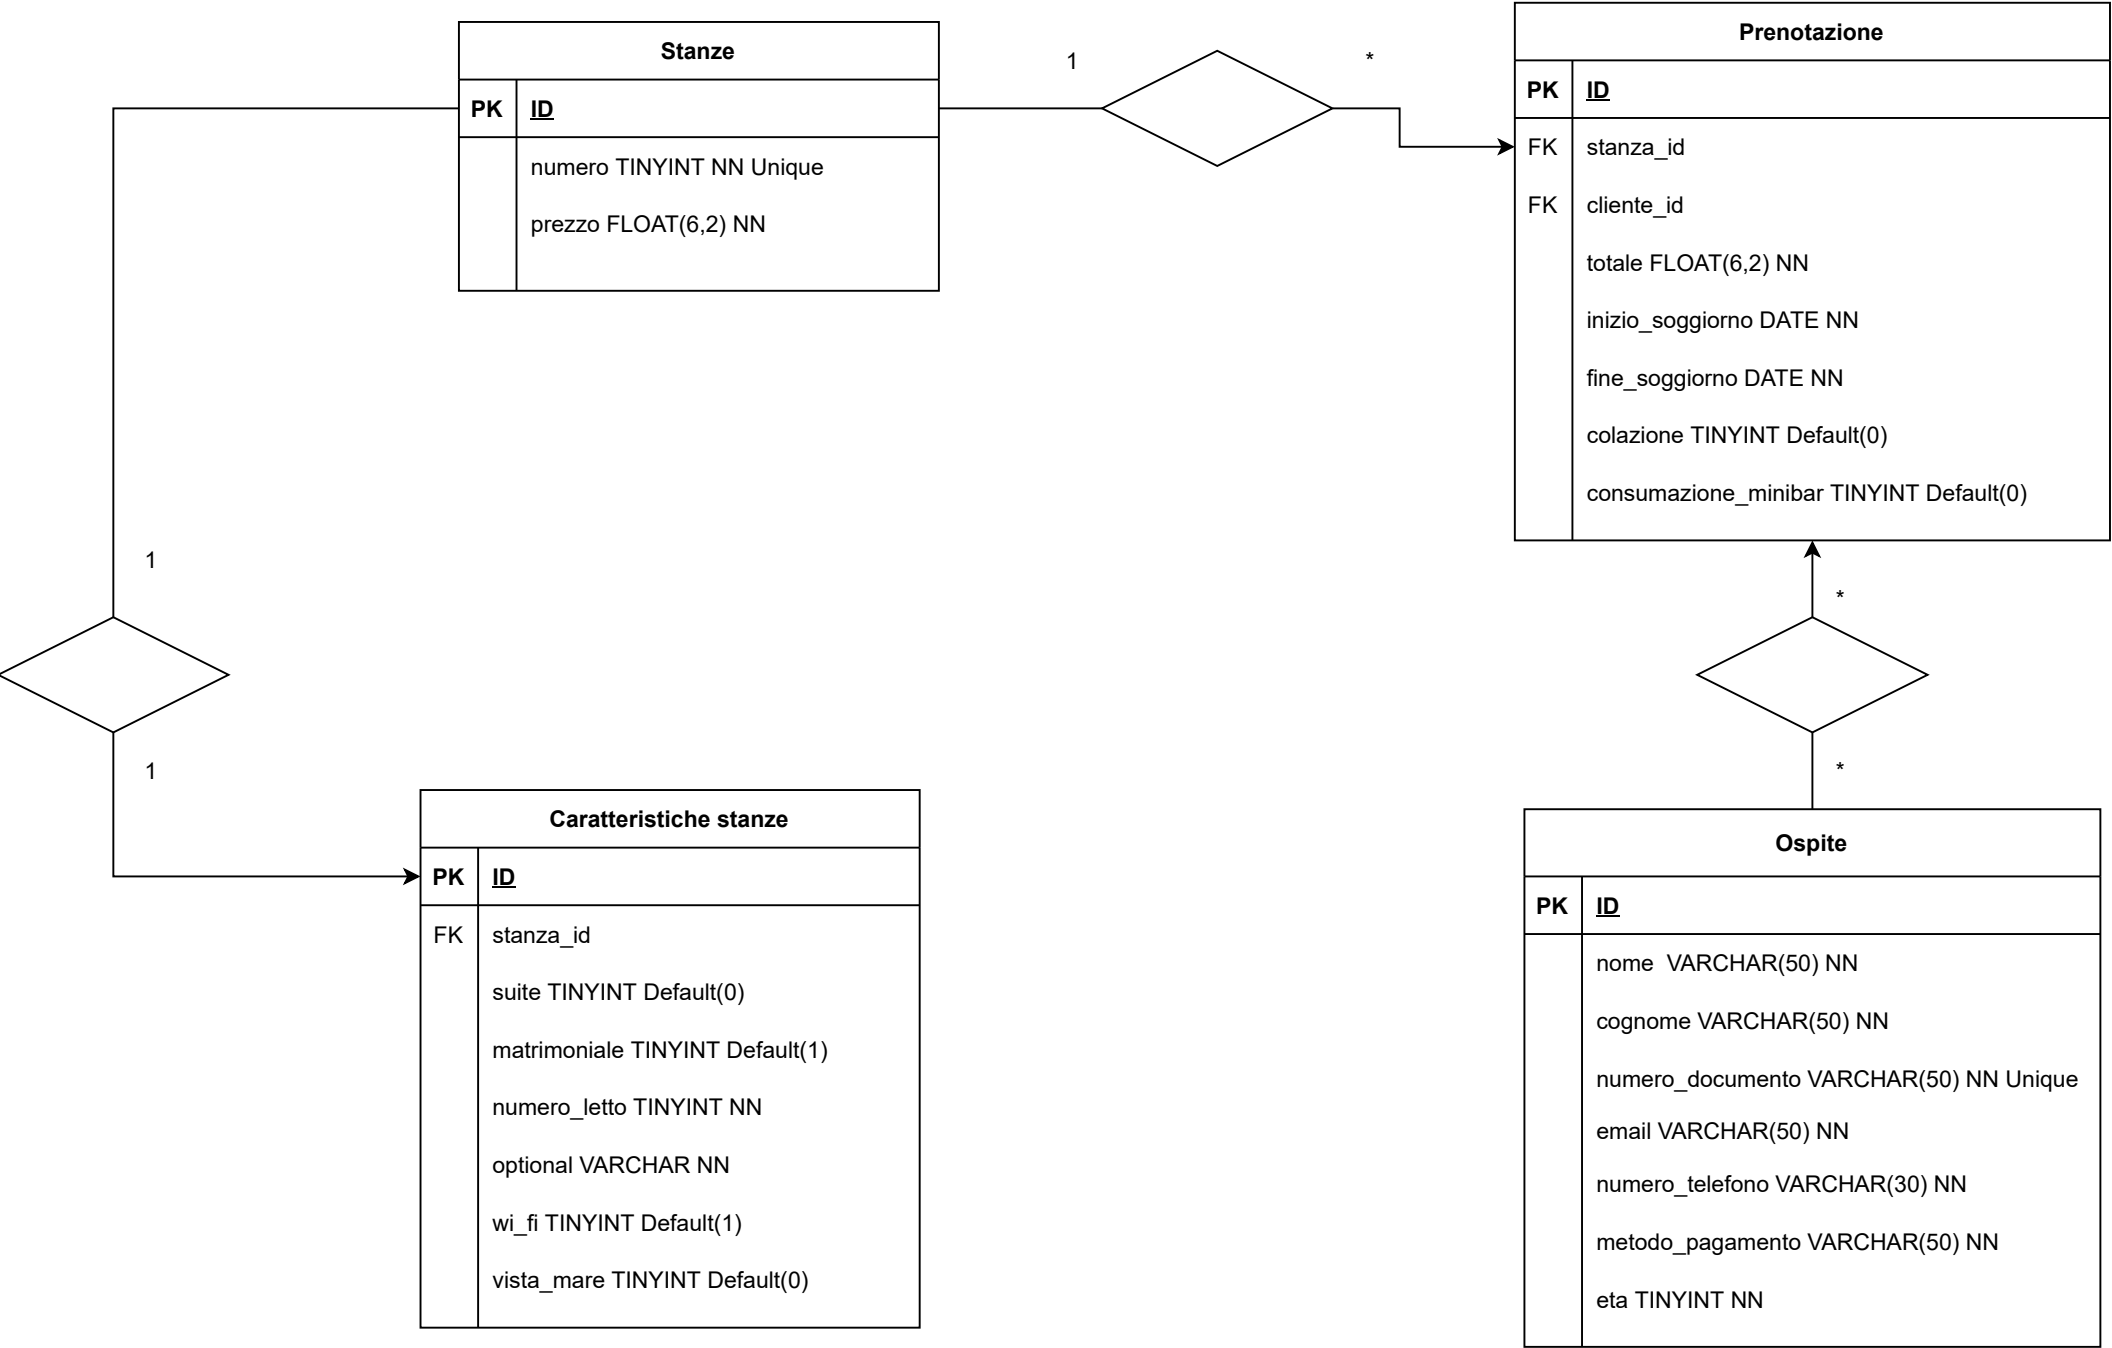 Stanze
PK ID
numero TINYINT NN Unique
prezzo FLOAT(6,2) NN
1
*
Prenotazione
PK ID
FK stanza_id
FK cliente_id
totale FLOAT(6,2) NN
inizio_soggiorno DATE NN
fine_soggiorno DATE NN
colazione TINYINT Default(0)
consumazione_minibar TINYINT Default(0)
1
1
*
*
Caratteristiche stanze
PK ID
FK stanza_id
suite TINYINT Default(0)
matrimoniale TINYINT Default(1)
numero_letto TINYINT NN
optional VARCHAR NN
wi_fi TINYINT Default(1)
vista_mare TINYINT Default(0)
Ospite
PK ID
nome  VARCHAR(50) NN
cognome VARCHAR(50) NN
numero_documento VARCHAR(50) NN Unique
email VARCHAR(50) NN
numero_telefono VARCHAR(30) NN
metodo_pagamento VARCHAR(50) NN
eta TINYINT NN